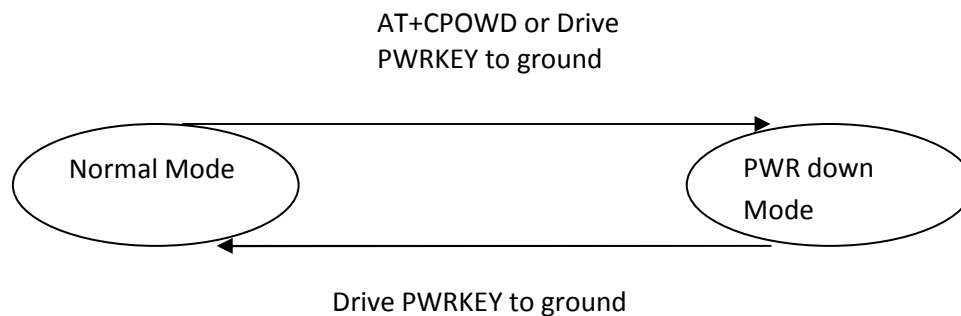 AT+CPOWD or Drive
PWRKEY to ground
Normal Mode
PWR down
Mode
Drive PWRKEY to ground